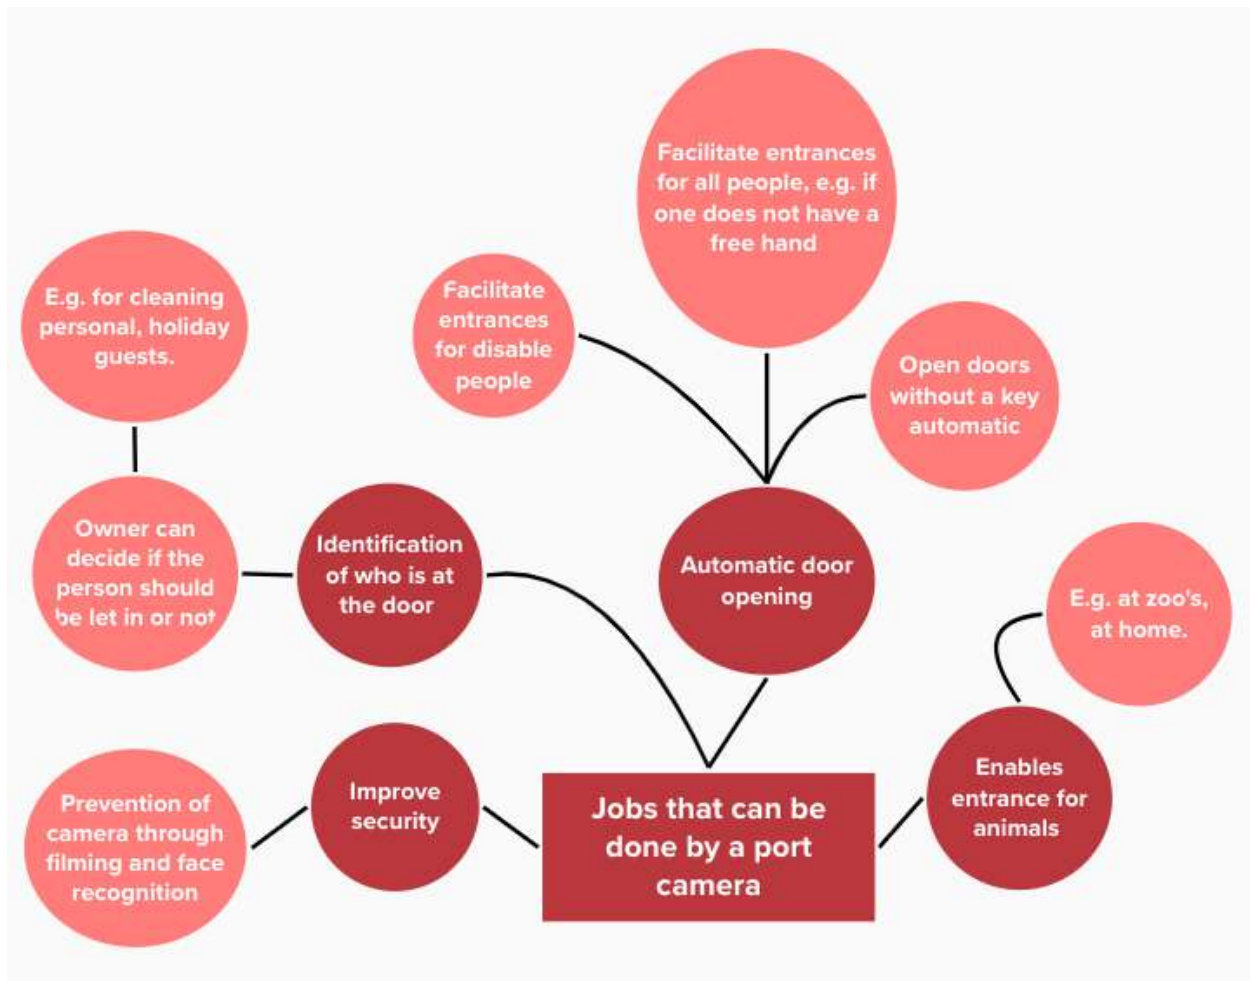 Facilitate entrances
for all people, e.g. if
one does not have a
free hand
E.g. for cleaning
personal, holiday
guests.
Facilitate
entrances
for disable
people
Open doors
without a key
automatic
Owner can
decide if the
person should
be let in or not
Identification
of who is at
the door
Automatic door
opening
E.g. at zoo's,
at home.
Prevention of
camera through
filming and face
recognition
Improve
security
Jobs that can be
done by a port
camera
Enables
entrance for
animals